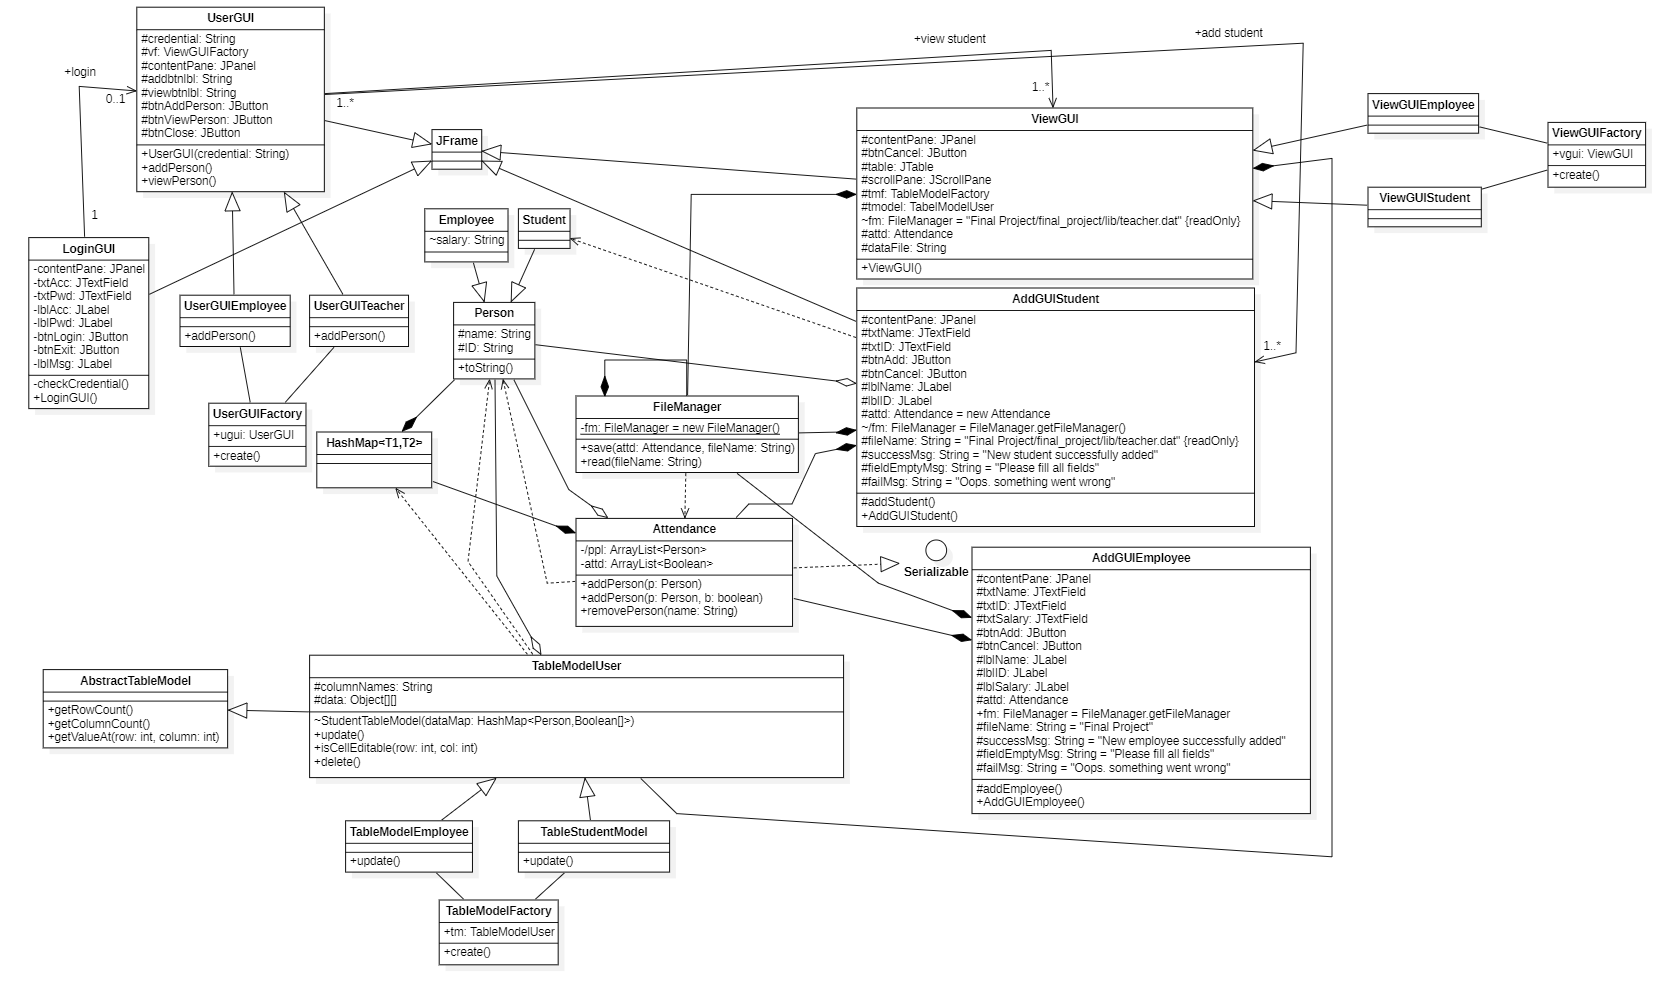 UserGUI
#credential: String
#vf: ViewGUIFactory
#contentPane: JPanel
#addbtnlbl: String
#viewbtnlbl: String
#btnAddPerson: JButton
#btnViewPerson: JButton
#btnClose: JButton
+UserGUI(credential: String)
+addPerson()
+viewPerson()
+login
0..1
1
1..*
+view student
1..*
+add student
1..*
JFrame
LoginGUI
-contentPane: JPanel
-txtAcc: JTextField
-txtPwd: JTextField
-lblAcc: JLabel
-lblPwd: JLabel
-btnLogin: JButton
-btnExit: JButton
-lblMsg: JLabel
-checkCredential()
+LoginGUI()
UserGUIEmployee
+addPerson()
UserGUITeacher
+addPerson()
UserGUIFactory
+ugui: UserGUI
+create()
Employee
~salary: String
Student
Person
#name: String
#ID: String
+toString()
HashMap<T1,T2>
ViewGUI
#contentPane: JPanel
#btnCancel: JButton
#table: JTable
#scrollPane: JScrollPane
#tmf: TableModelFactory
#tmodel: TabelModelUser
~fm: FileManager = "Final Project/final_project/lib/teacher.dat" {readOnly}
#attd: Attendance
#dataFile: String
+ViewGUI()
ViewGUIEmployee
ViewGUIStudent
ViewGUIFactory
+vgui: ViewGUI
+create()
AddGUIStudent
#contentPane: JPanel
#txtName: JTextField
#txtID: JTextField
#btnAdd: JButton
#btnCancel: JButton
#lblName: JLabel
#lblID: JLabel
#attd: Attendance = new Attendance
~/fm: FileManager = FileManager.getFileManager()
#fileName: String = "Final Project/final_project/lib/teacher.dat" {readOnly}
#successMsg: String = "New student successfully added"
#fieldEmptyMsg: String = "Please fill all fields"
#failMsg: String = "Oops. something went wrong"
#addStudent()
+AddGUIStudent()
FileManager
-fm: FileManager = new FileManager()
+save(attd: Attendance, fileName: String)
+read(fileName: String)
Attendance
-/ppl: ArrayList<Person>
-attd: ArrayList<Boolean>
+addPerson(p: Person)
+addPerson(p: Person, b: boolean)
+removePerson(name: String)
Serializable
AddGUIEmployee
#contentPane: JPanel
#txtName: JTextField
#txtID: JTextField
#txtSalary: JTextField
#btnAdd: JButton
#btnCancel: JButton
#lblName: JLabel
#lblID: JLabel
#lblSalary: JLabel
#attd: Attendance
+fm: FileManager = FileManager.getFileManager
#fileName: String = "Final Project"
#successMsg: String = "New employee successfully added"
#fieldEmptyMsg: String = "Please fill all fields"
#failMsg: String = "Oops. something went wrong"
#addEmployee()
+AddGUIEmployee()
AbstractTableModel
+getRowCount()
+getColumnCount()
+getValueAt(row: int, column: int)
TableModelUser
#columnNames: String
#data: Object[][]
~StudentTableModel(dataMap: HashMap<Person,Boolean[]>)
+update()
+isCellEditable(row: int, col: int)
+delete()
TableModelEmployee
+update()
TableStudentModel
+update()
TableModelFactory
+tm: TableModelUser
+create()